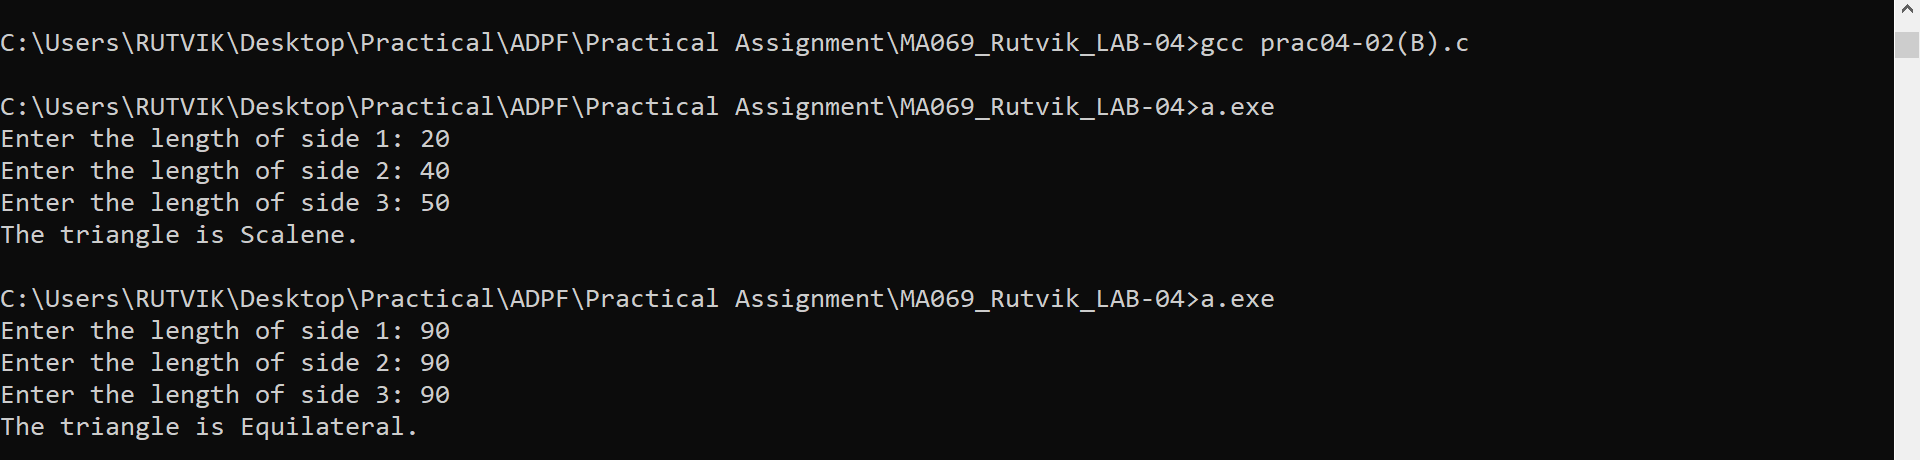 C:\Users\RUTVIK\Desktop\Practical\ADPF\Practical Assignment\MA069_Rutvik_LAB-04>gcc prac04-02(B).c
C:\Users\RUTVIK\Desktop\Practical\ADPF\Practical Assignment\MA069_Rutvik_LAB-04>a.exe
Enter the length of side 1: 20
Enter the length of side 2: 40
Enter the length of side 3: 50
The triangle is Scalene.
C:\Users\RUTVIK\Desktop\Practical\ADPF\Practical Assignment\MA069_Rutvik_LAB-04>a.exe
Enter the length of side 1: 90
Enter the length of side 2: 90
Enter the length of side 3: 90
The triangle is Equilateral.